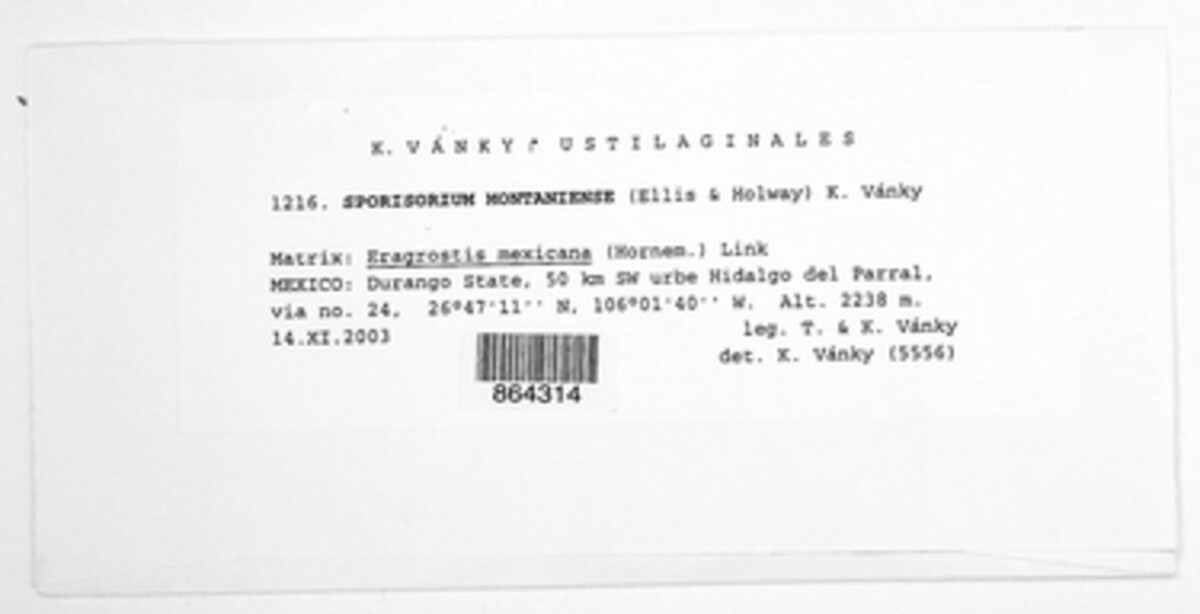 K. VÁNKY: USTILAGINALES
1216. SPORISORIUM MONTANIENSE (Ellis & Holway) K. Vánky
Matrix: Eragrostis mexicana (Hornem.) Link
MEXICO: Durango State, 50 km SW urbe Hidalgo del Parral,
via no. 24, 26°47'11'' N, 106°01'40'' W. Alt. 2238 m.
14.XI.2003 leg. T. & K. Vánky
det. K. Vánky (5556)
864314